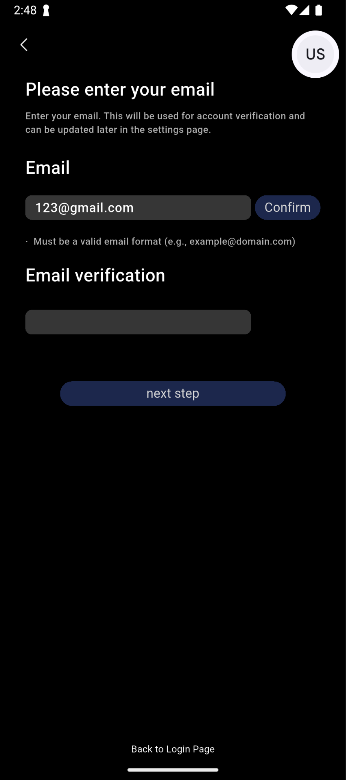 2:48
US
Please enter your email
Enter your email. This will be used for account verification and
can be updated later in the settings page.
Email
123@gmail.com
Confirm
· Must be a valid email format (e.g., example@domain.com)
Email verification
next step
Back to Login Page